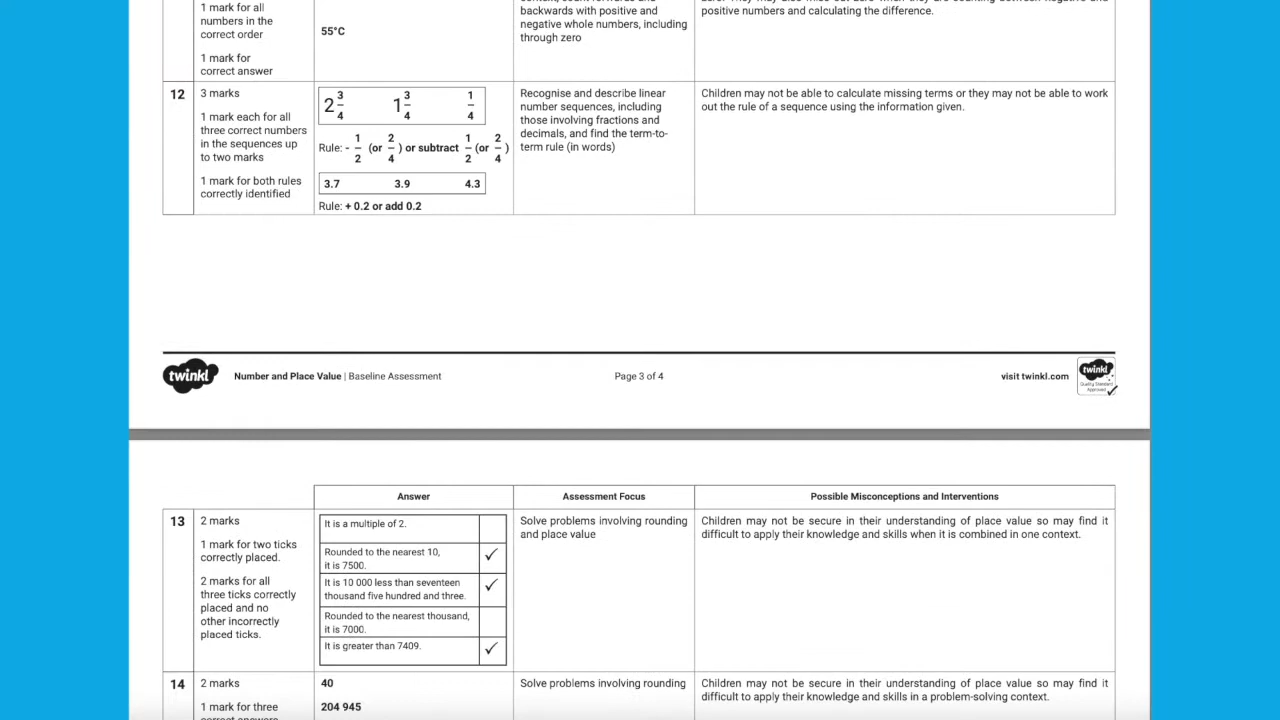 1 mark for all
numbers in the
correct order
1 mark for
correct answer
55°C
backwards with positive and
negative whole numbers, including
through zero
positive numbers and calculating the difference.
12
3 marks
1 mark each for all
three correct numbers
in the sequences up
to two marks
1 mark for both rules
correctly identified
2 3/4 1 3/4 1/4
Rule: - 1/2 (or 2/4) or subtract 1/2 (or 2/4)
3.7 3.9 4.3
Rule: + 0.2 or add 0.2
Recognise and describe linear
number sequences, including
those involving fractions and
decimals, and find the term-to-
term rule (in words)
Children may not be able to calculate missing terms or they may not be able to work
out the rule of a sequence using the information given.
twinkl
Number and Place Value | Baseline Assessment
Page 3 of 4
visit twinkl.com
twinkl
Quality Standard
Approved
Answer
Assessment Focus
Possible Misconceptions and Interventions
13
2 marks
1 mark for two ticks
correctly placed.
2 marks for all
three ticks correctly
placed and no
other incorrectly
placed ticks.
It is a multiple of 2.
Rounded to the nearest 10, ✓
it is 7500.
It is 10 000 less than seventeen ✓
thousand five hundred and three.
Rounded to the nearest thousand,
it is 7000.
It is greater than 7409. ✓
Solve problems involving rounding
and place value
Children may not be secure in their understanding of place value so may find it
difficult to apply their knowledge and skills when it is combined in one context.
14
2 marks
1 mark for three
40
204 945
Solve problems involving rounding
Children may not be secure in their understanding of place value so may find it
difficult to apply their knowledge and skills in a problem-solving context.